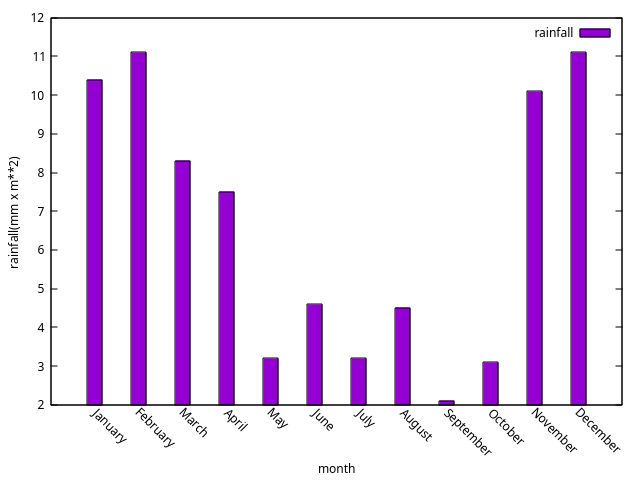 12
11
10
9
8
7
6
5
4
3
2
rainfall(mm x m**2)
rainfall
January
February
March
April
May
June
July
August
September
October
November
December
month